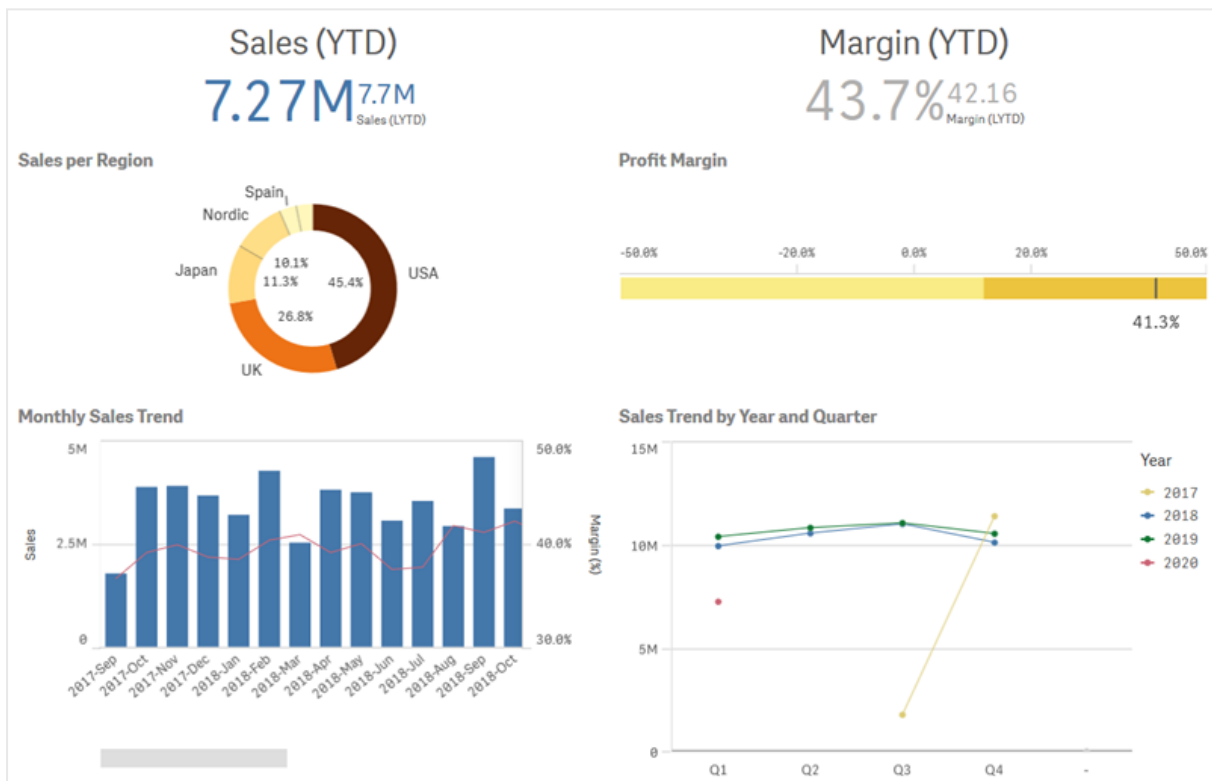 Sales (YTD)
7.27M 7.7M
Sales (LYTD)
Margin (YTD)
43.7% 42.16
Margin (LYTD)
Sales per Region
Spain
Nordic
Japan
USA
UK
10.1%
11.3%
45.4%
26.8%
Profit Margin
-50.0% -20.0% 0.0% 20.0% 50.0%
41.3%
Monthly Sales Trend
5M
2.5M
0
Sales
50.0%
40.0%
30.0%
Margin (%)
2017-Sep
2017-Oct
2017-Nov
2017-Dec
2018-Jan
2018-Feb
2018-Mar
2018-Apr
2018-May
2018-Jun
2018-Jul
2018-Aug
2018-Sep
2018-Oct
Sales Trend by Year and Quarter
15M
10M
5M
0
Q1 Q2 Q3 Q4 -
Year
2017
2018
2019
2020